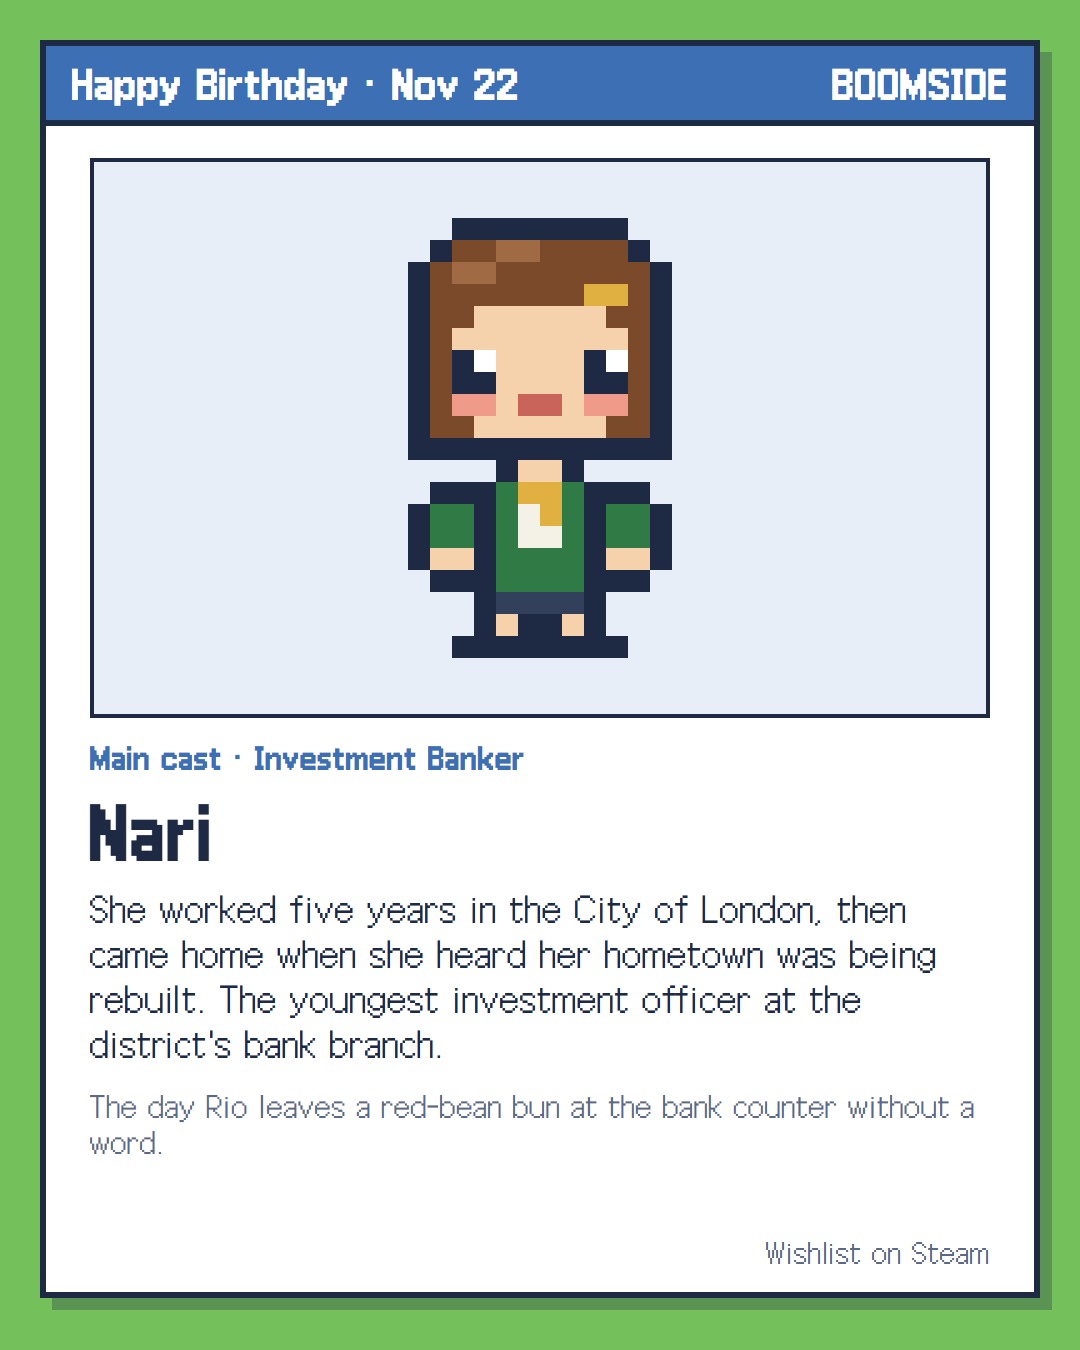 Happy Birthday · Nov 22
BOOMSIDE
Main cast · Investment Banker
Nari
She worked five years in the City of London, then
came home when she heard her hometown was being
rebuilt. The youngest investment officer at the
district's bank branch.
The day Rio leaves a red-bean bun at the bank counter without a
word.
Wishlist on Steam